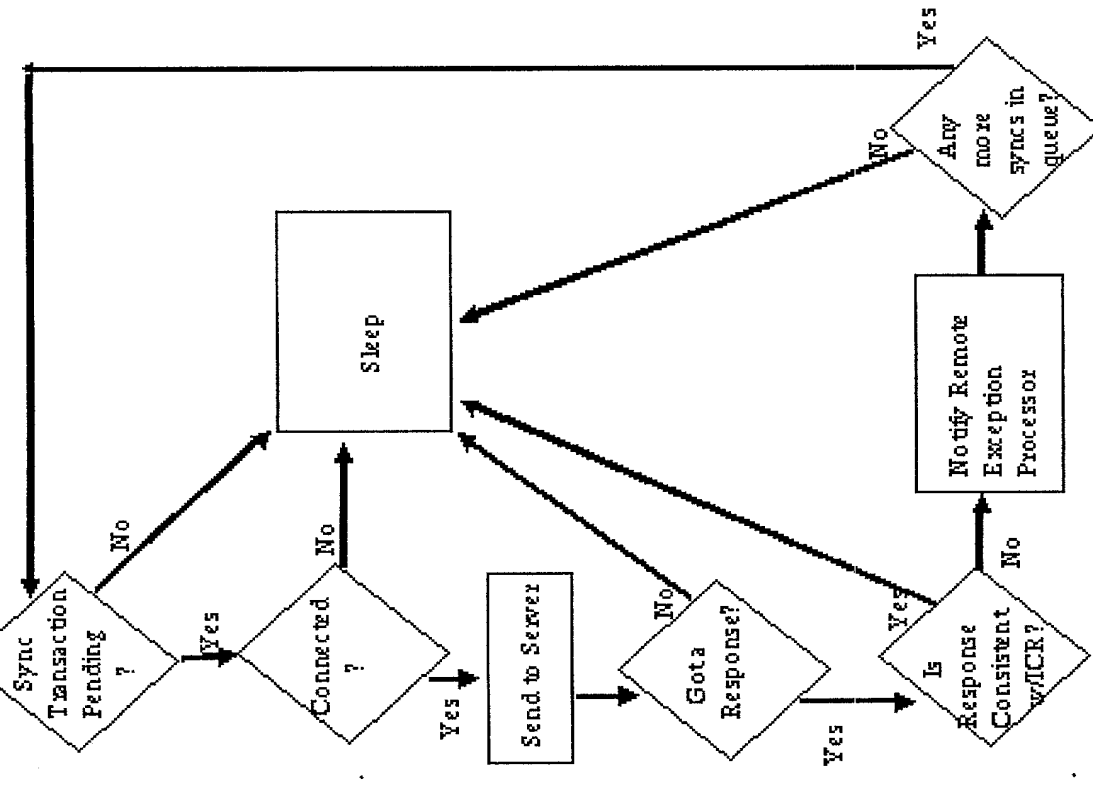 Sync
Transaction
Pending
?
No
Yes
Connected
?
No
Yes
Sleep
Send to Server
Got a
Response?
No
Yes
Is
Response
Consistent
w/ICR?
Yes
No
Notify Remote
Exception
Processor
Any
more
syncs in
queue?
No
Yes